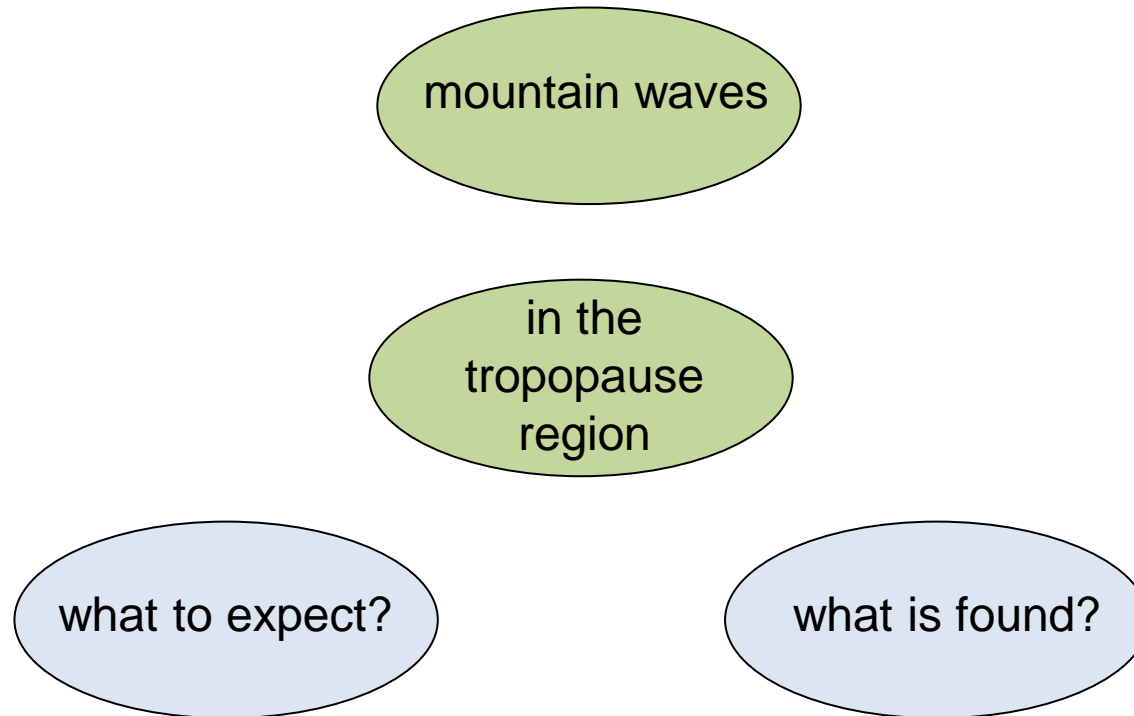 mountain waves
in the
tropopause
region
what to expect?
what is found?